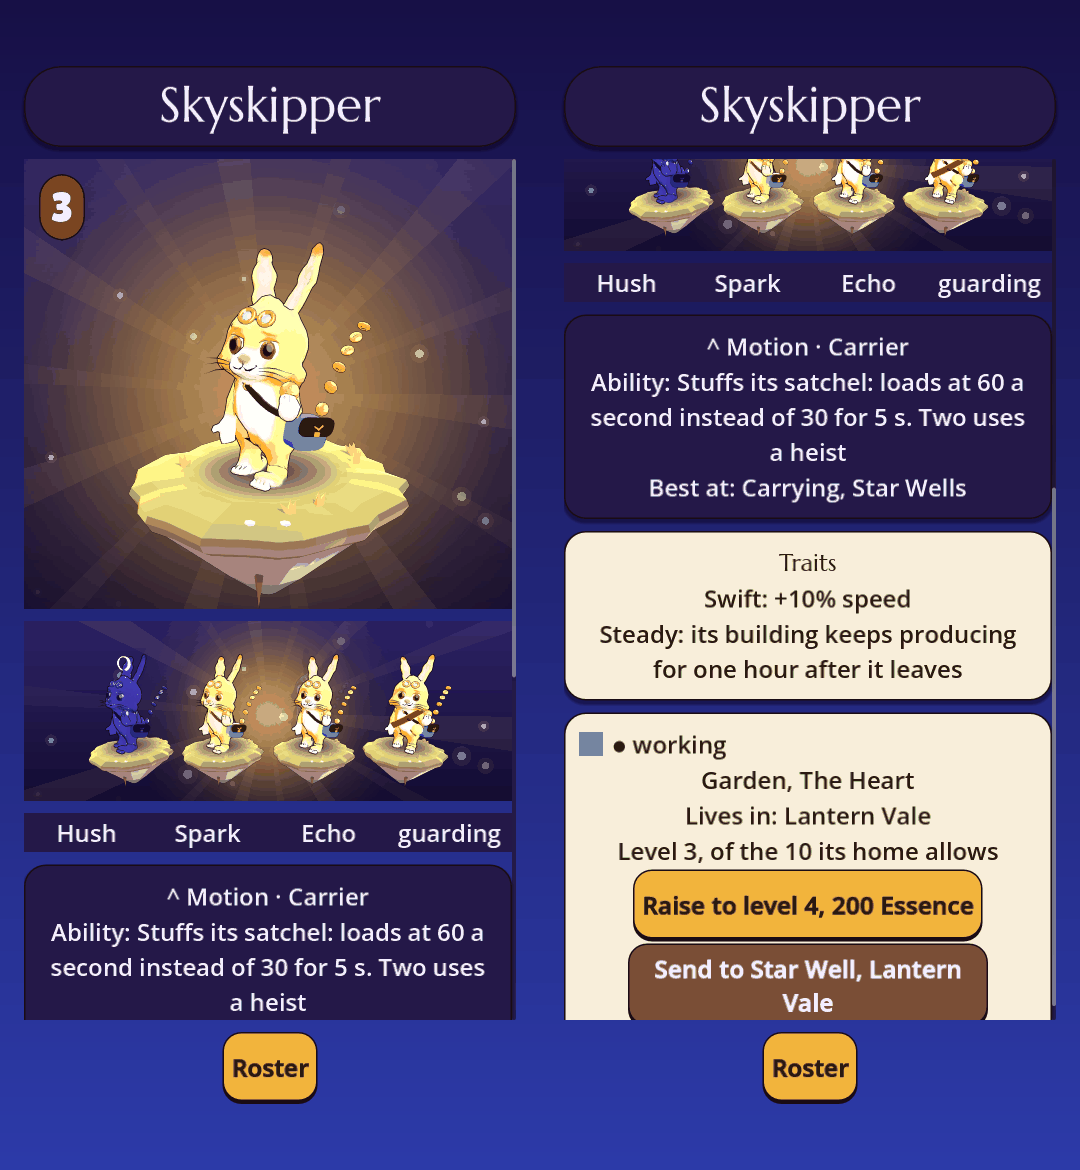 Skyskipper
3
Hush Spark Echo guarding
^ Motion · Carrier
Ability: Stuffs its satchel: loads at 60 a
second instead of 30 for 5 s. Two uses
a heist
Roster
Skyskipper
Hush Spark Echo guarding
^ Motion · Carrier
Ability: Stuffs its satchel: loads at 60 a
second instead of 30 for 5 s. Two uses
a heist
Best at: Carrying, Star Wells
Traits
Swift: +10% speed
Steady: its building keeps producing
for one hour after it leaves
● working
Garden, The Heart
Lives in: Lantern Vale
Level 3, of the 10 its home allows
Raise to level 4, 200 Essence
Send to Star Well, Lantern
Vale
Roster